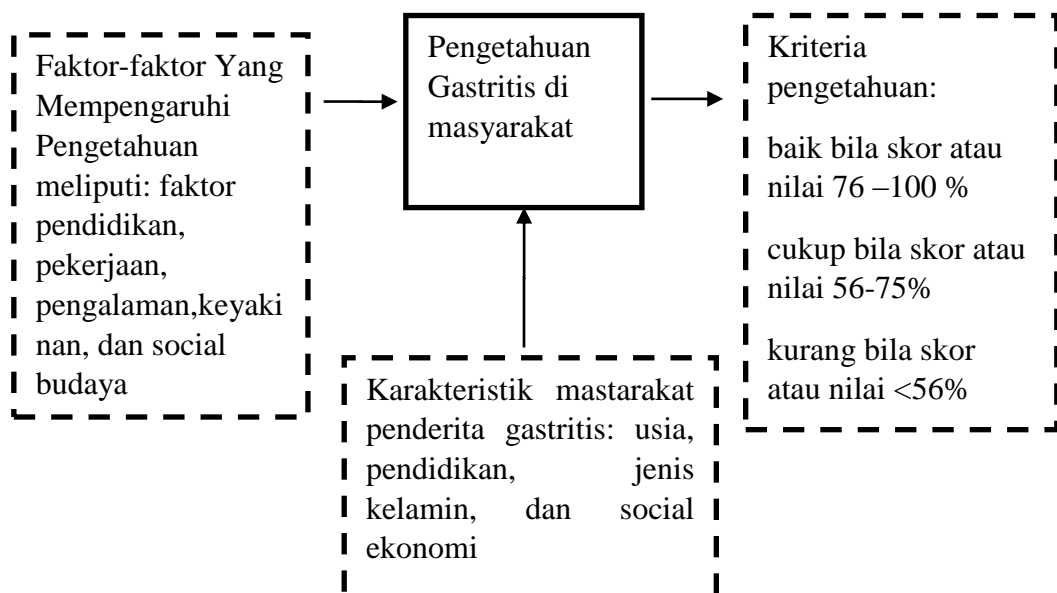 Faktor-faktor Yang
Mempengaruhi
Pengetahuan
meliputi: faktor
pendidikan,
pekerjaan,
pengalaman,keyaki
nan, dan social
budaya
Pengetahuan
Gastritis di
masyarakat
Kriteria
pengetahuan:
baik bila skor atau
nilai 76 –100 %
cukup bila skor atau
nilai 56-75%
kurang bila skor
atau nilai <56%
Karakteristik mastarakat
penderita gastritis: usia,
pendidikan, jenis
kelamin, dan social
ekonomi